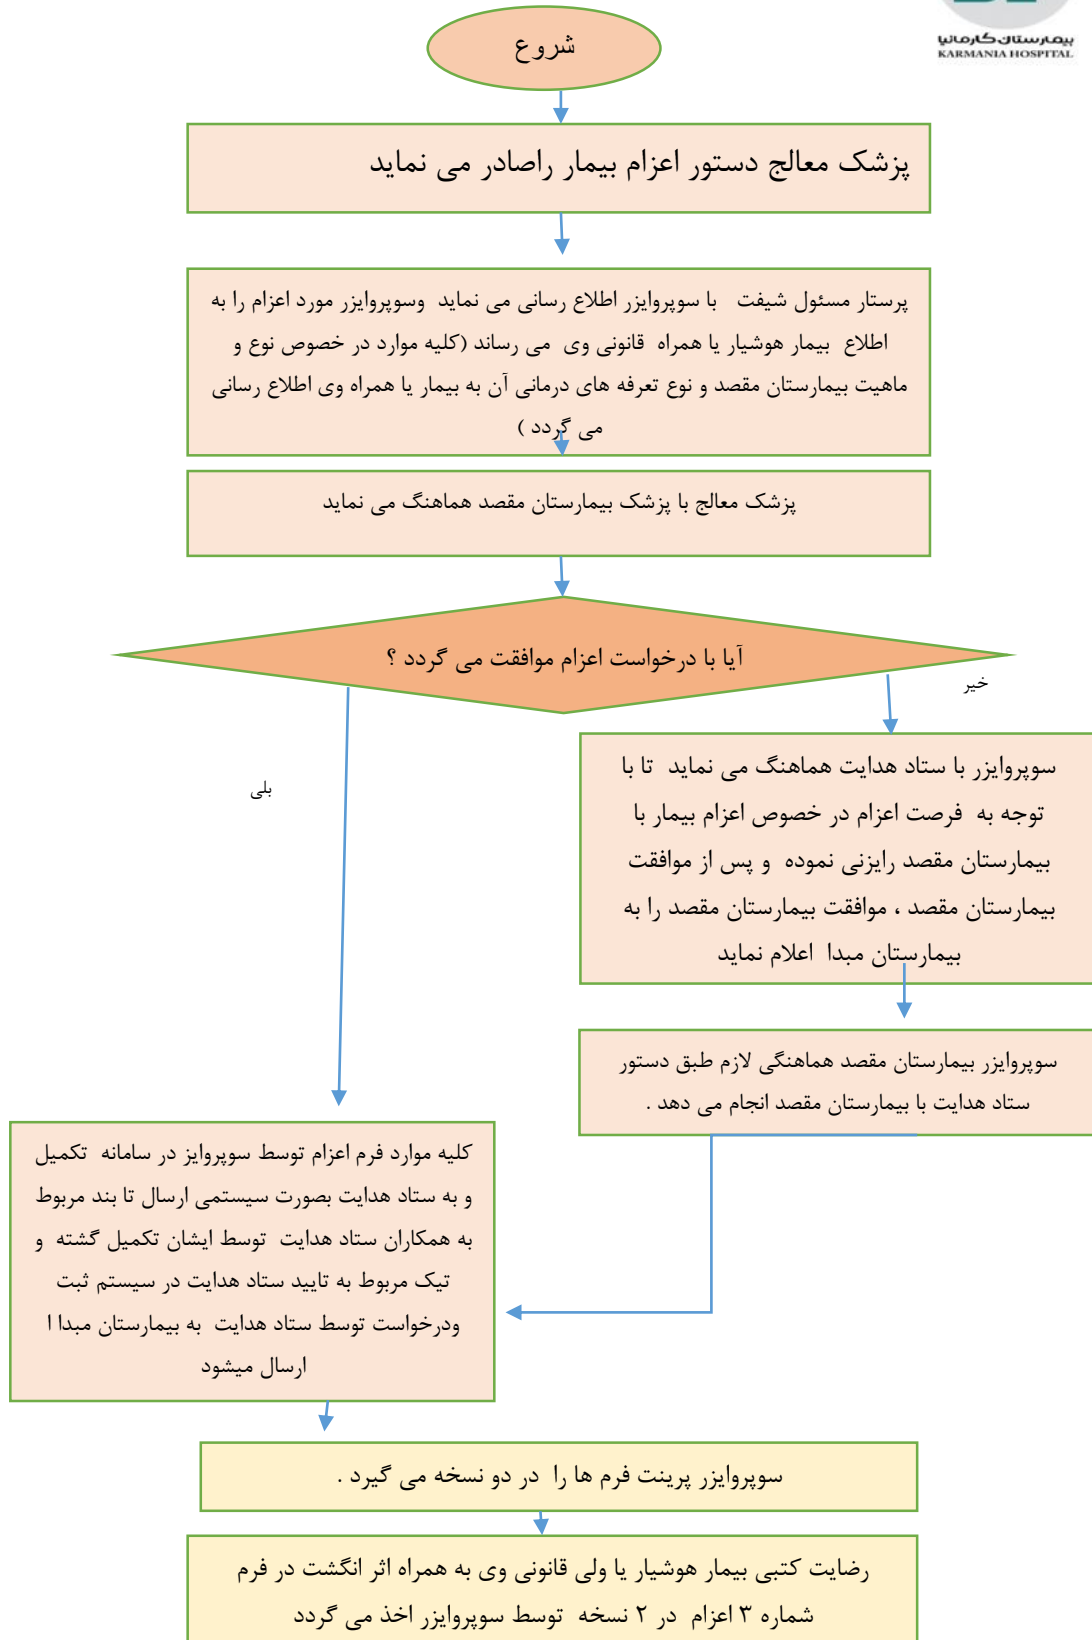 بیمارستان کارمانیا
KARMANIA HOSPITAL
شروع
پزشک معالج دستور اعزام بیمار راصادر می نماید
پرستار مسئول شیفت با سوپروایزر اطلاع رسانی می نماید وسوپروایزر مورد اعزام را به
اطلاع بیمار هوشیار یا همراه قانونی وی می رساند (کلیه موارد در خصوص نوع و
ماهیت بیمارستان مقصد و نوع تعرفه های درمانی آن به بیمار یا همراه وی اطلاع رسانی
می گردد )
پزشک معالج با پزشک بیمارستان مقصد هماهنگ می نماید
آیا با درخواست اعزام موافقت می گردد ؟
خیر
سوپروایزر با ستاد هدایت هماهنگ می نماید تا با
توجه به فرصت اعزام در خصوص اعزام بیمار با
بیمارستان مقصد رایزنی نموده و پس از موافقت
بیمارستان مقصد ، موافقت بیمارستان مقصد را به
بیمارستان مبدا اعلام نماید
بلی
سوپروایزر بیمارستان مقصد هماهنگی لازم طبق دستور
ستاد هدایت با بیمارستان مقصد انجام می دهد .
کلیه موارد فرم اعزام توسط سوپروایز در سامانه تکمیل
و به ستاد هدایت بصورت سیستمی ارسال تا بند مربوط
به همکاران ستاد هدایت توسط ایشان تکمیل گشته و
تیک مربوط به تایید ستاد هدایت در سیستم ثبت
ودرخواست توسط ستاد هدایت به بیمارستان مبدا ا
ارسال میشود
سوپروایزر پرینت فرم ها را در دو نسخه می گیرد .
رضایت کتبی بیمار هوشیار یا ولی قانونی وی به همراه اثر انگشت در فرم
شماره ۳ اعزام در ۲ نسخه توسط سوپروایزر اخذ می گردد